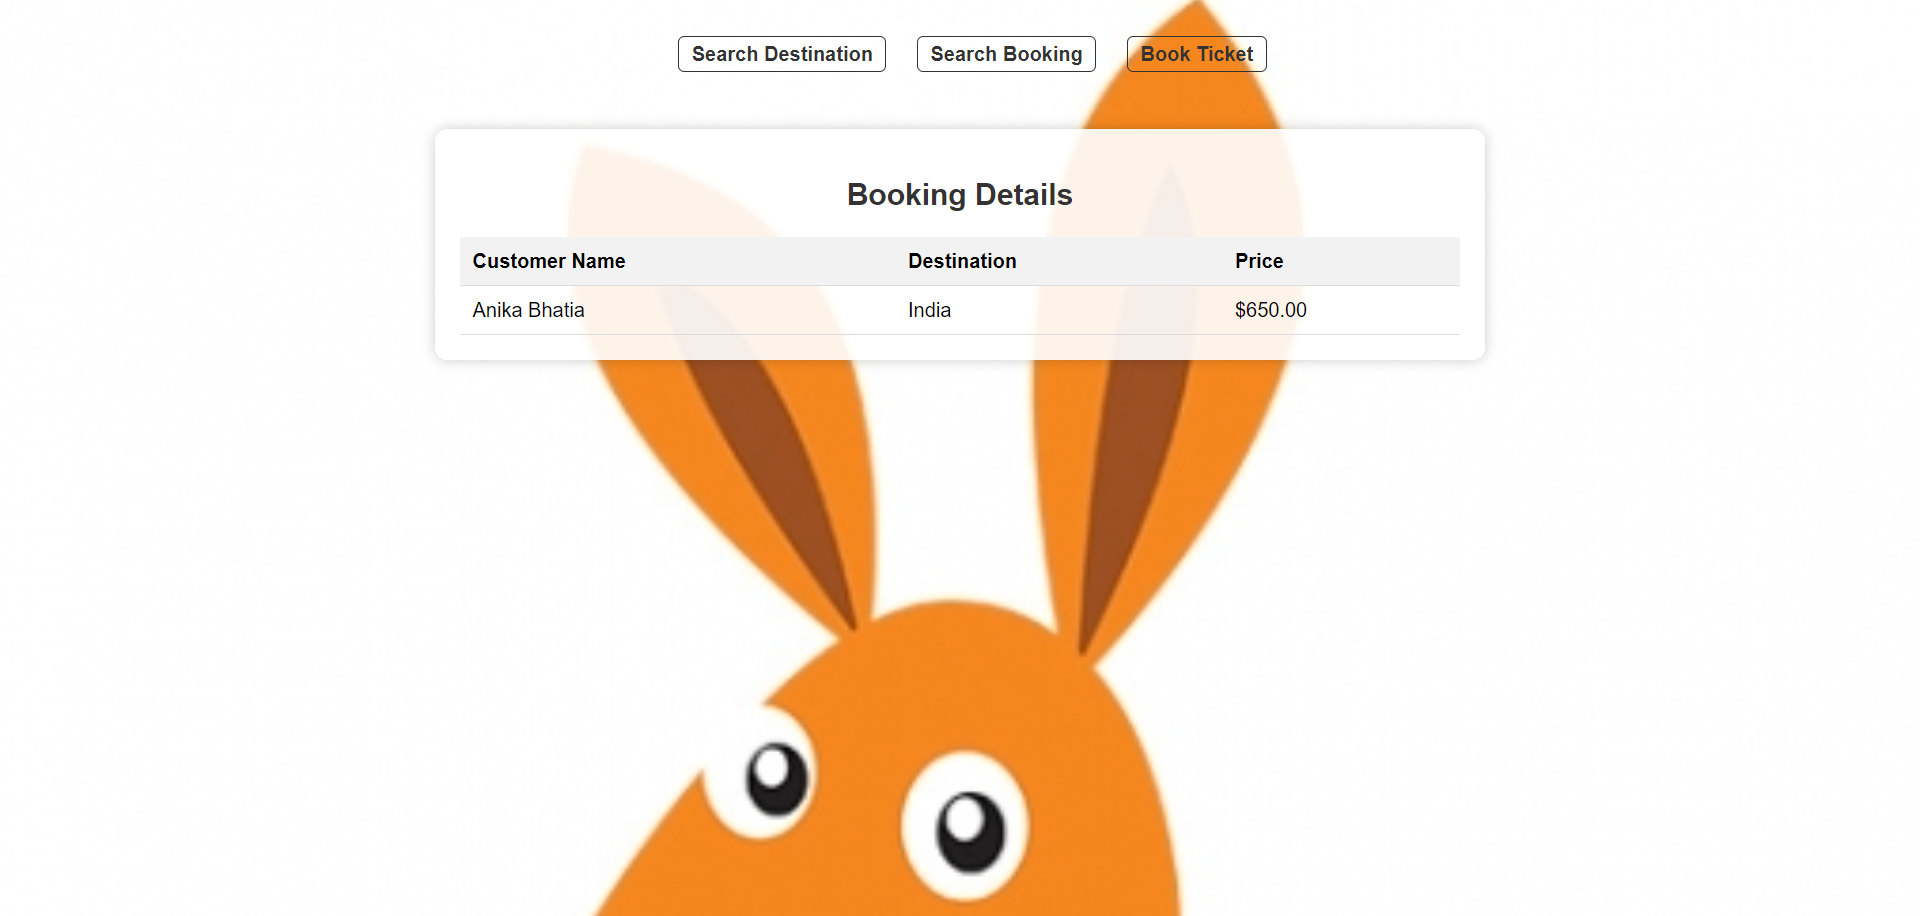 Search Destination Search Booking Book Ticket
Booking Details
Customer Name Destination Price
Anika Bhatia India $650.00